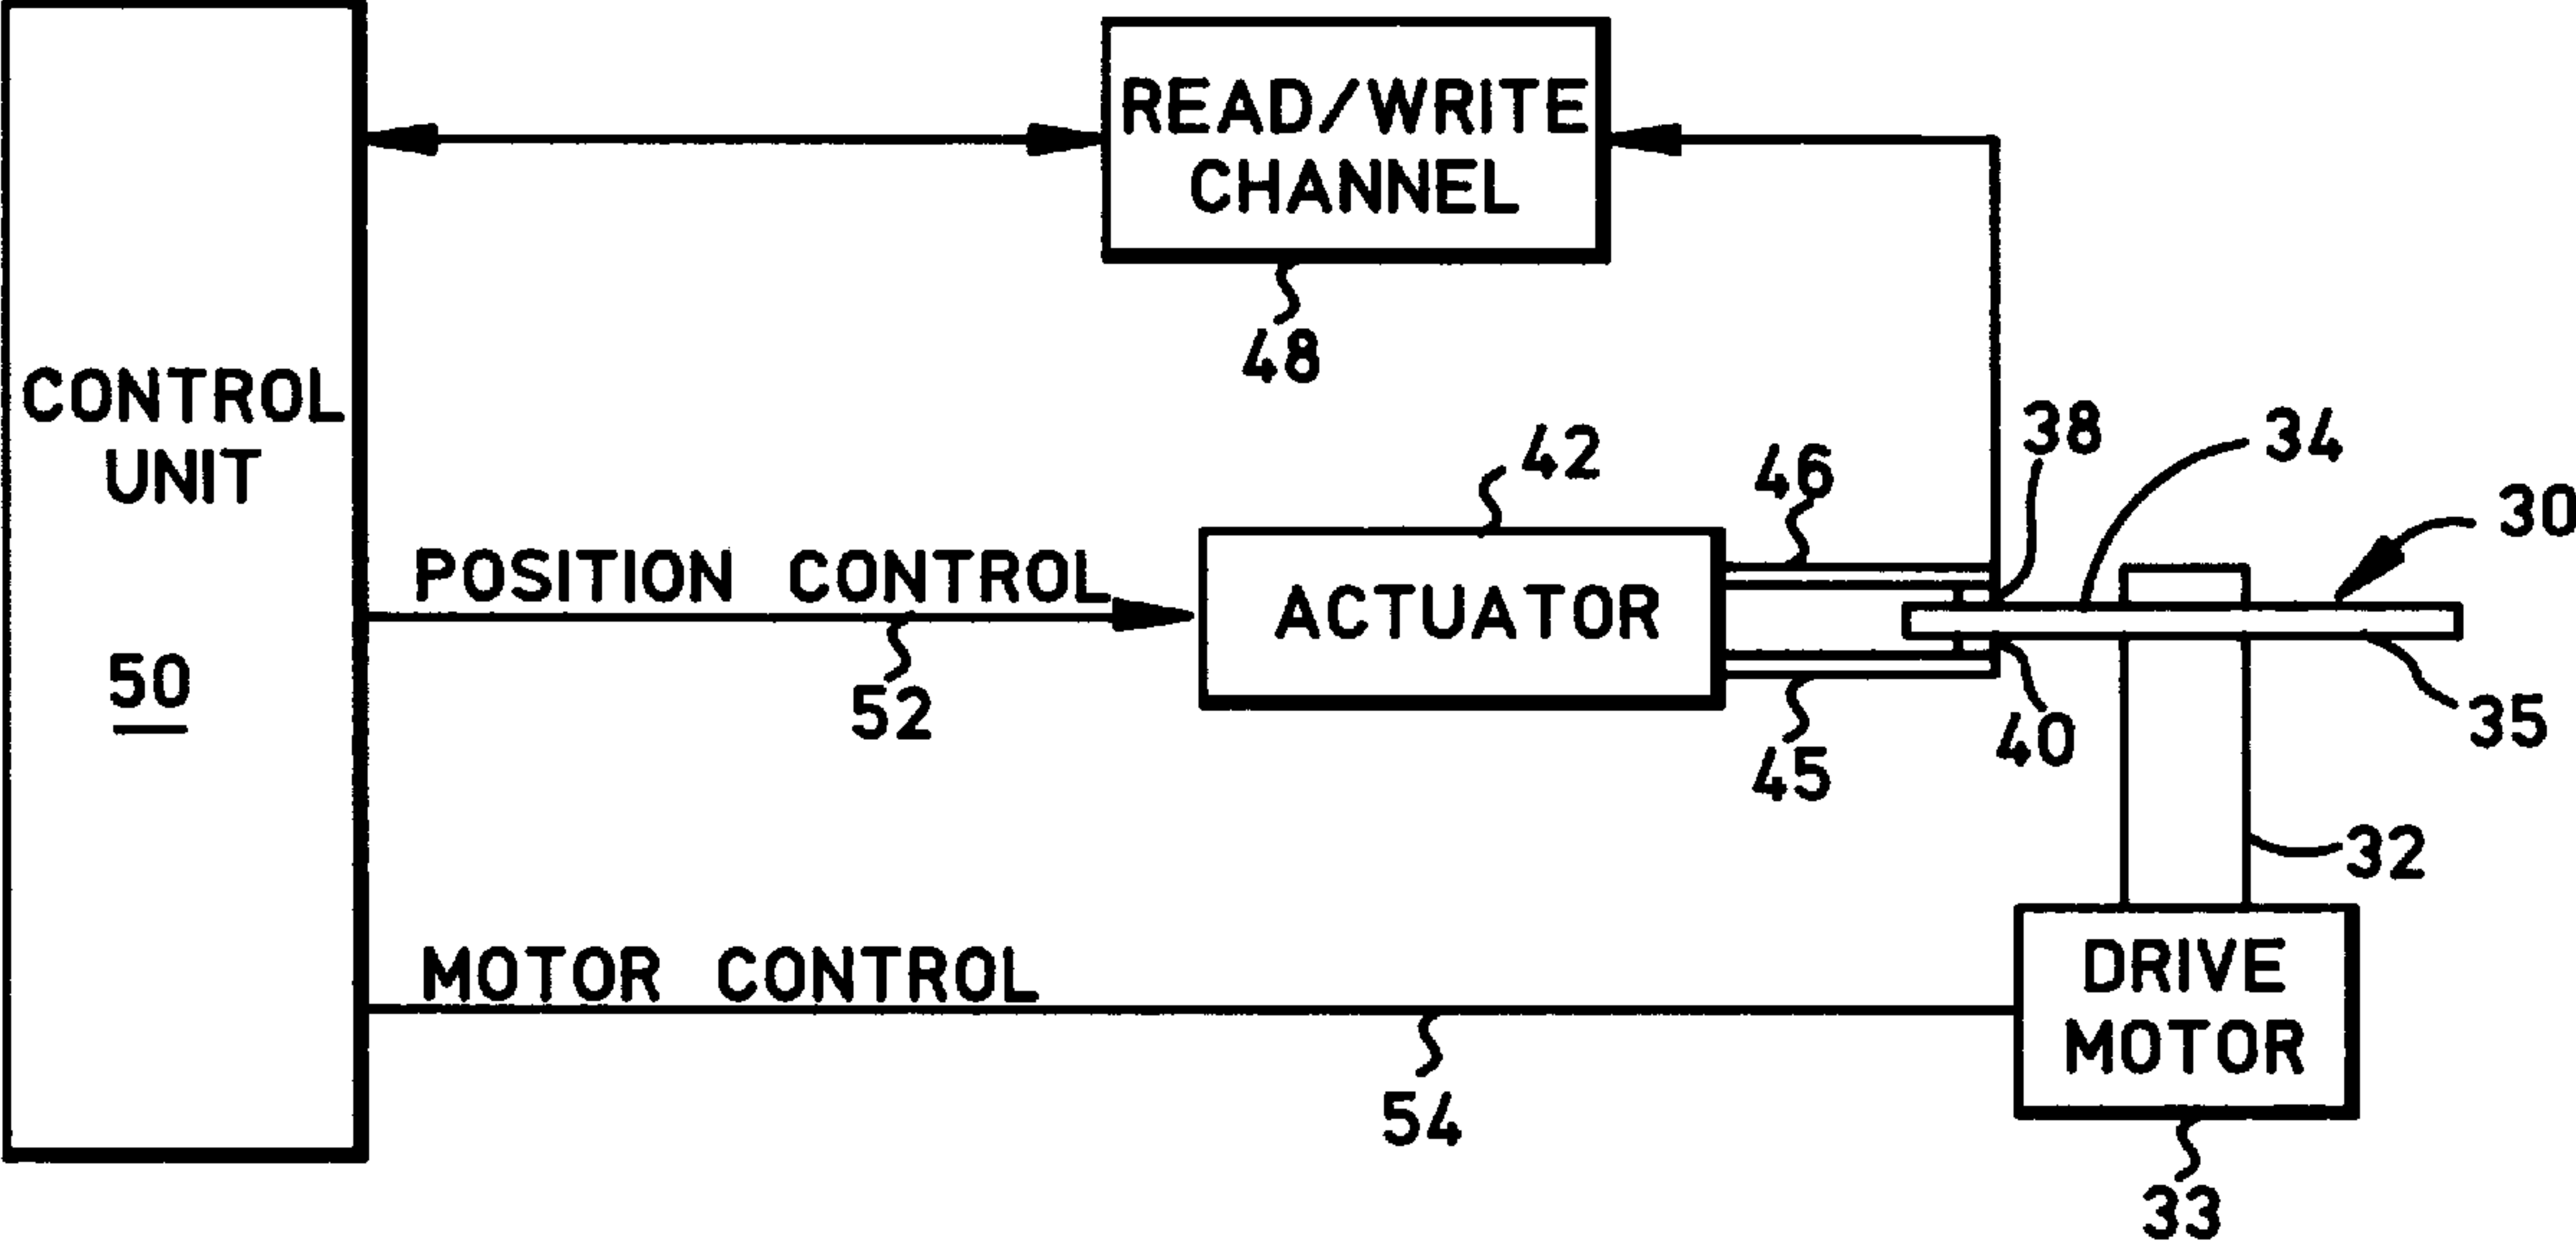 READ/WRITE
CHANNEL
48
CONTROL
UNIT
50
38
34
42
46
30
POSITION CONTROL
ACTUATOR
52
45
40
35
32
MOTOR CONTROL
DRIVE
MOTOR
54
33